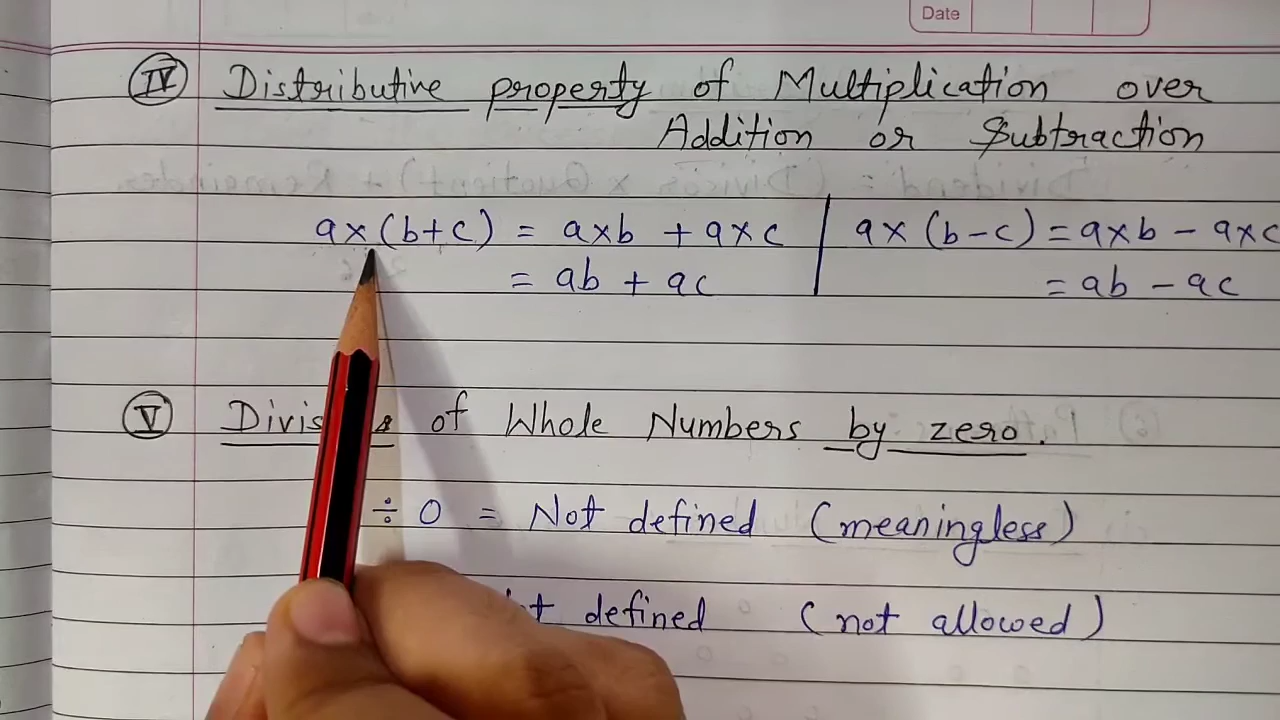 Date
IV Distributive property of Multiplication over
Addition or Subtraction
a×(b+c) = a×b + a×c | a×(b-c) = a×b - a×c
= ab + ac = ab - ac
V of Whole Numbers by zero.
÷ 0 = Not defined (meaningless)
defined (not allowed)